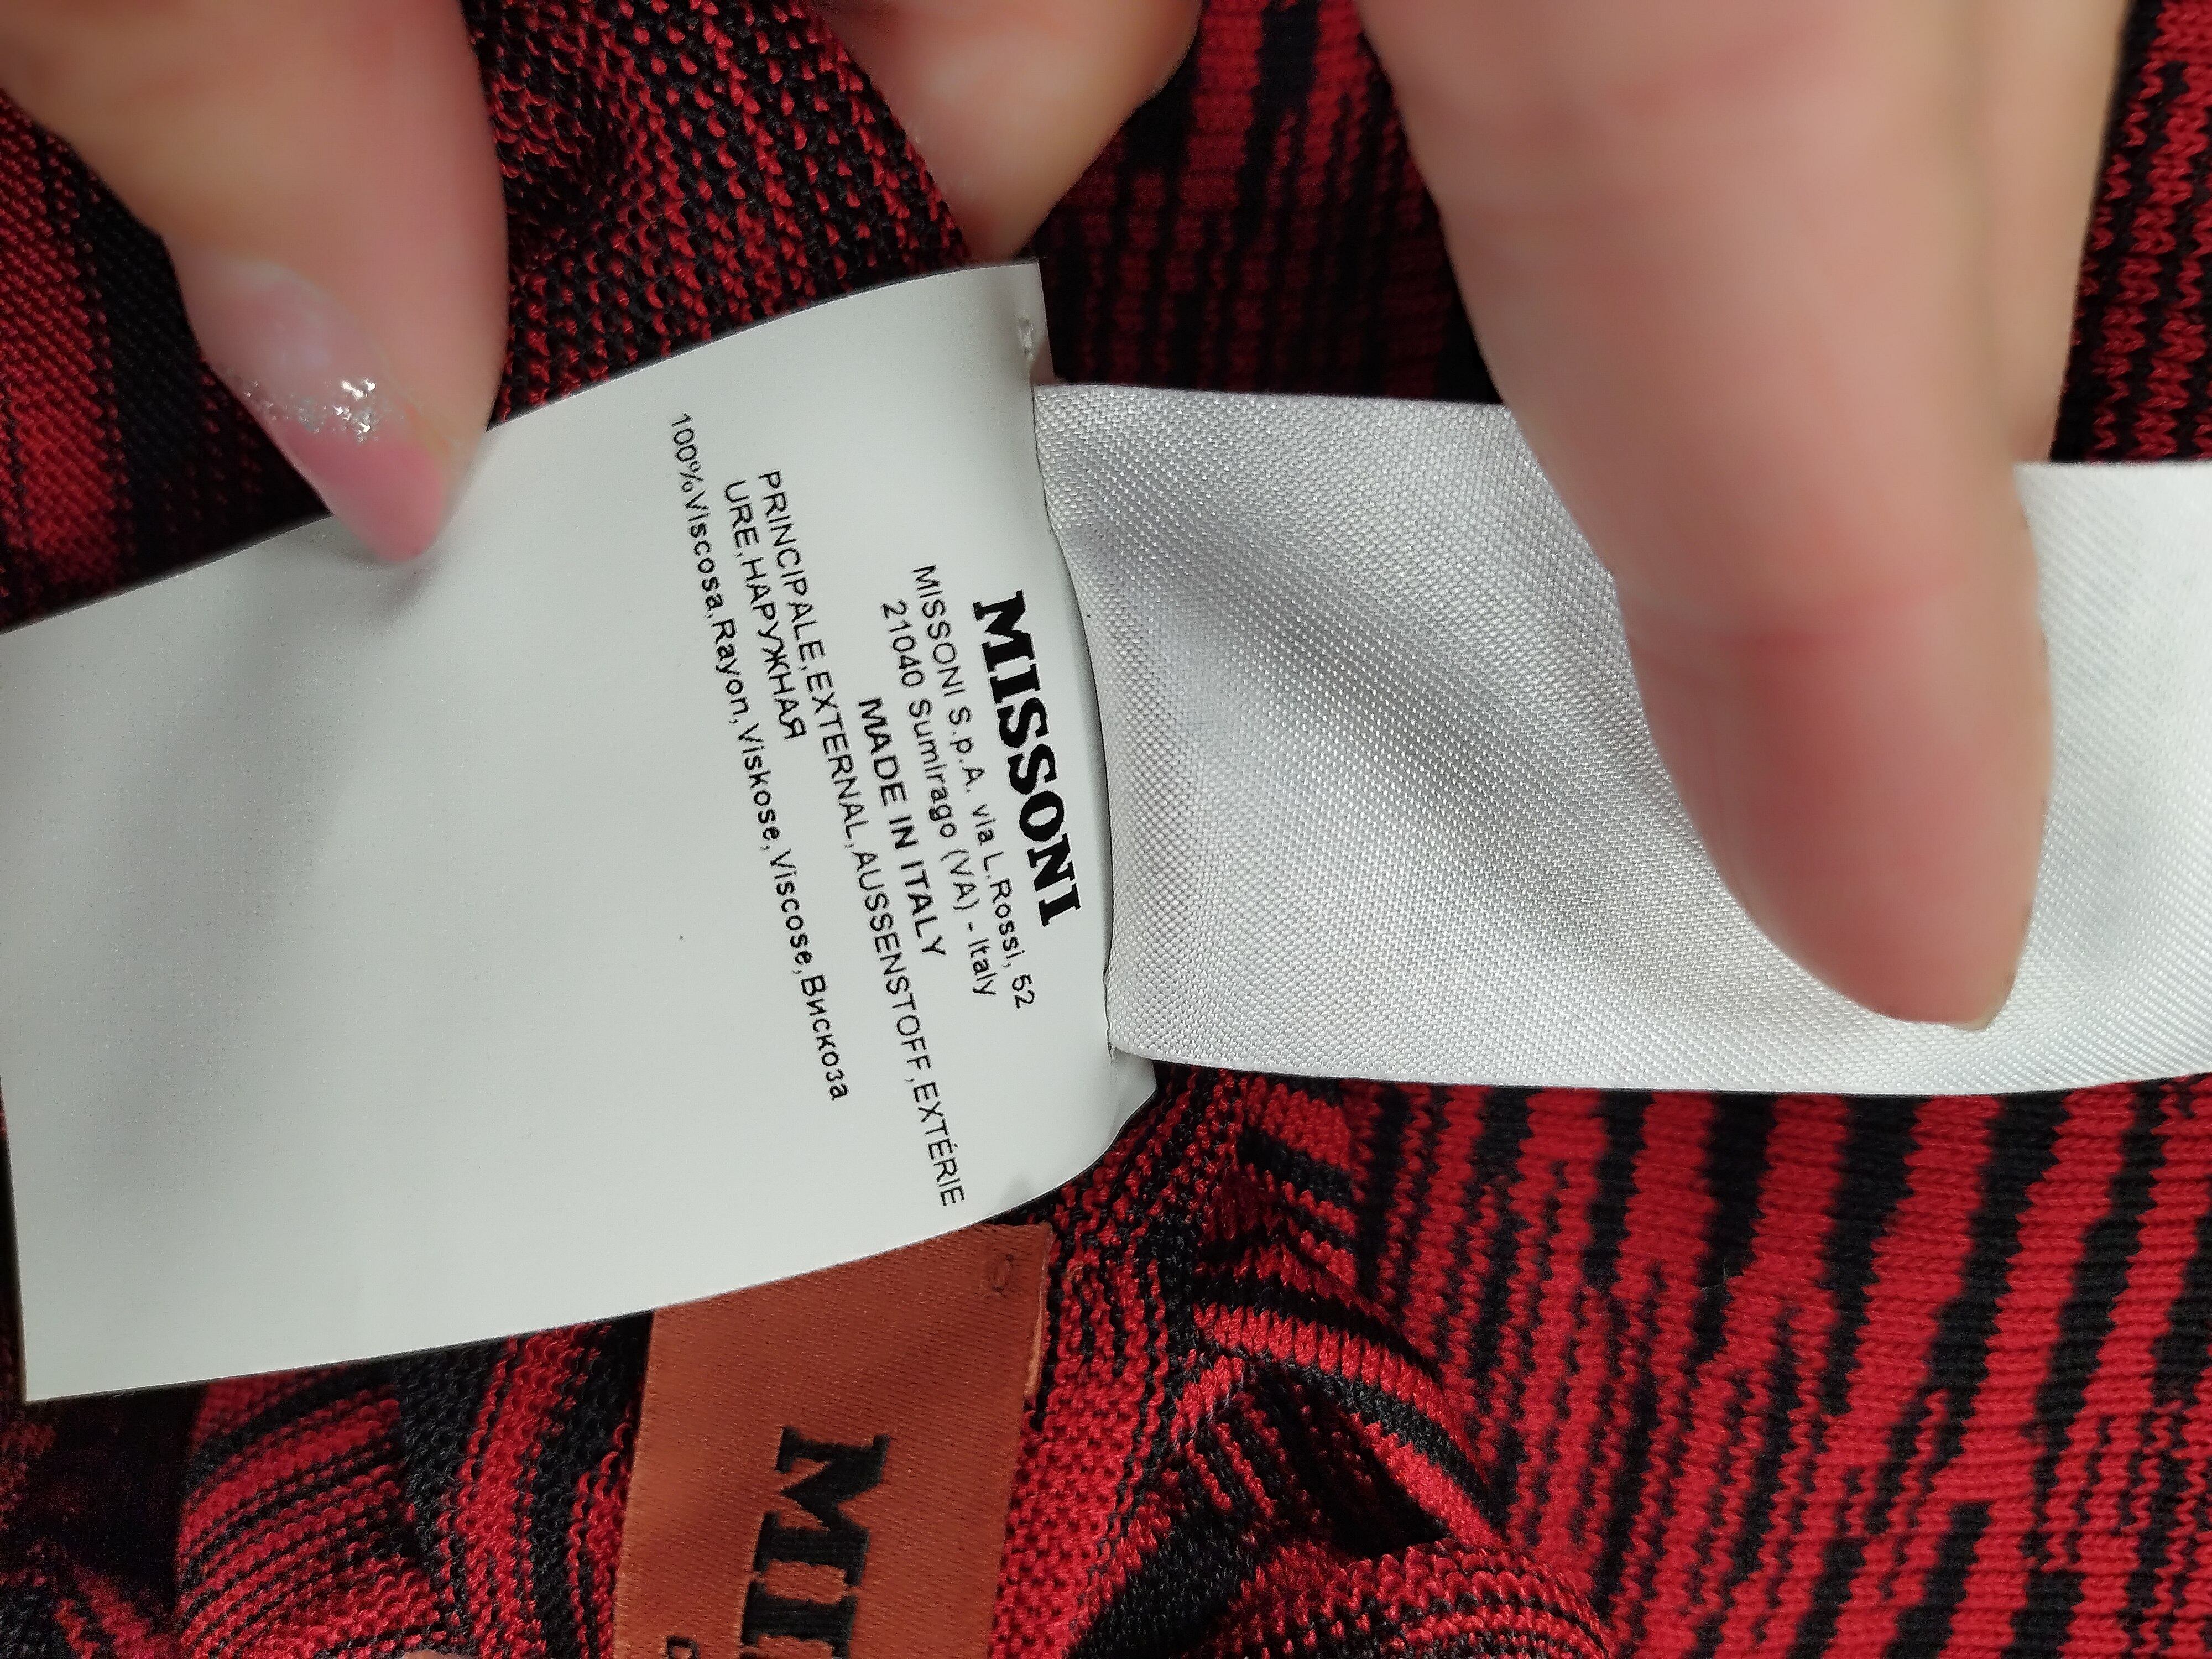 MISSONI
MISSONI S.p.A. via L.Rossi, 52
21040 Sumirago (VA) - Italy
MADE IN ITALY
PRINCIPALE,EXTERNAL,AUSSENSTOFF,EXTÉRIE
URE,НАРУЖНАЯ
100%Viscosa,Rayon,Viskose,Viscose,Вискоза
MI